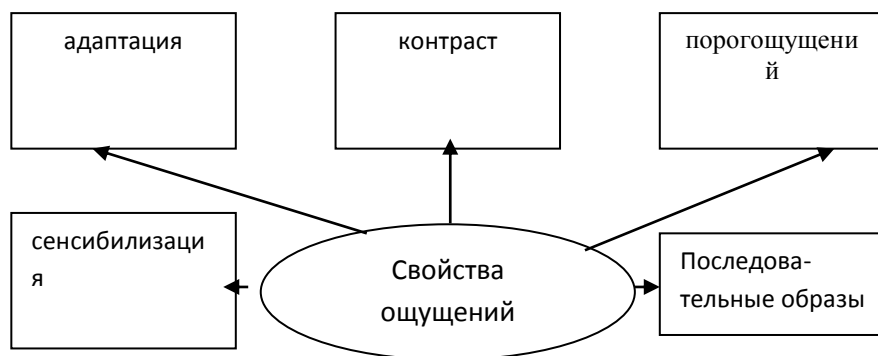 адаптация
контраст
порогощущени
й
сенсибилизаци
я
Свойства
ощущений
Последова-
тельные образы